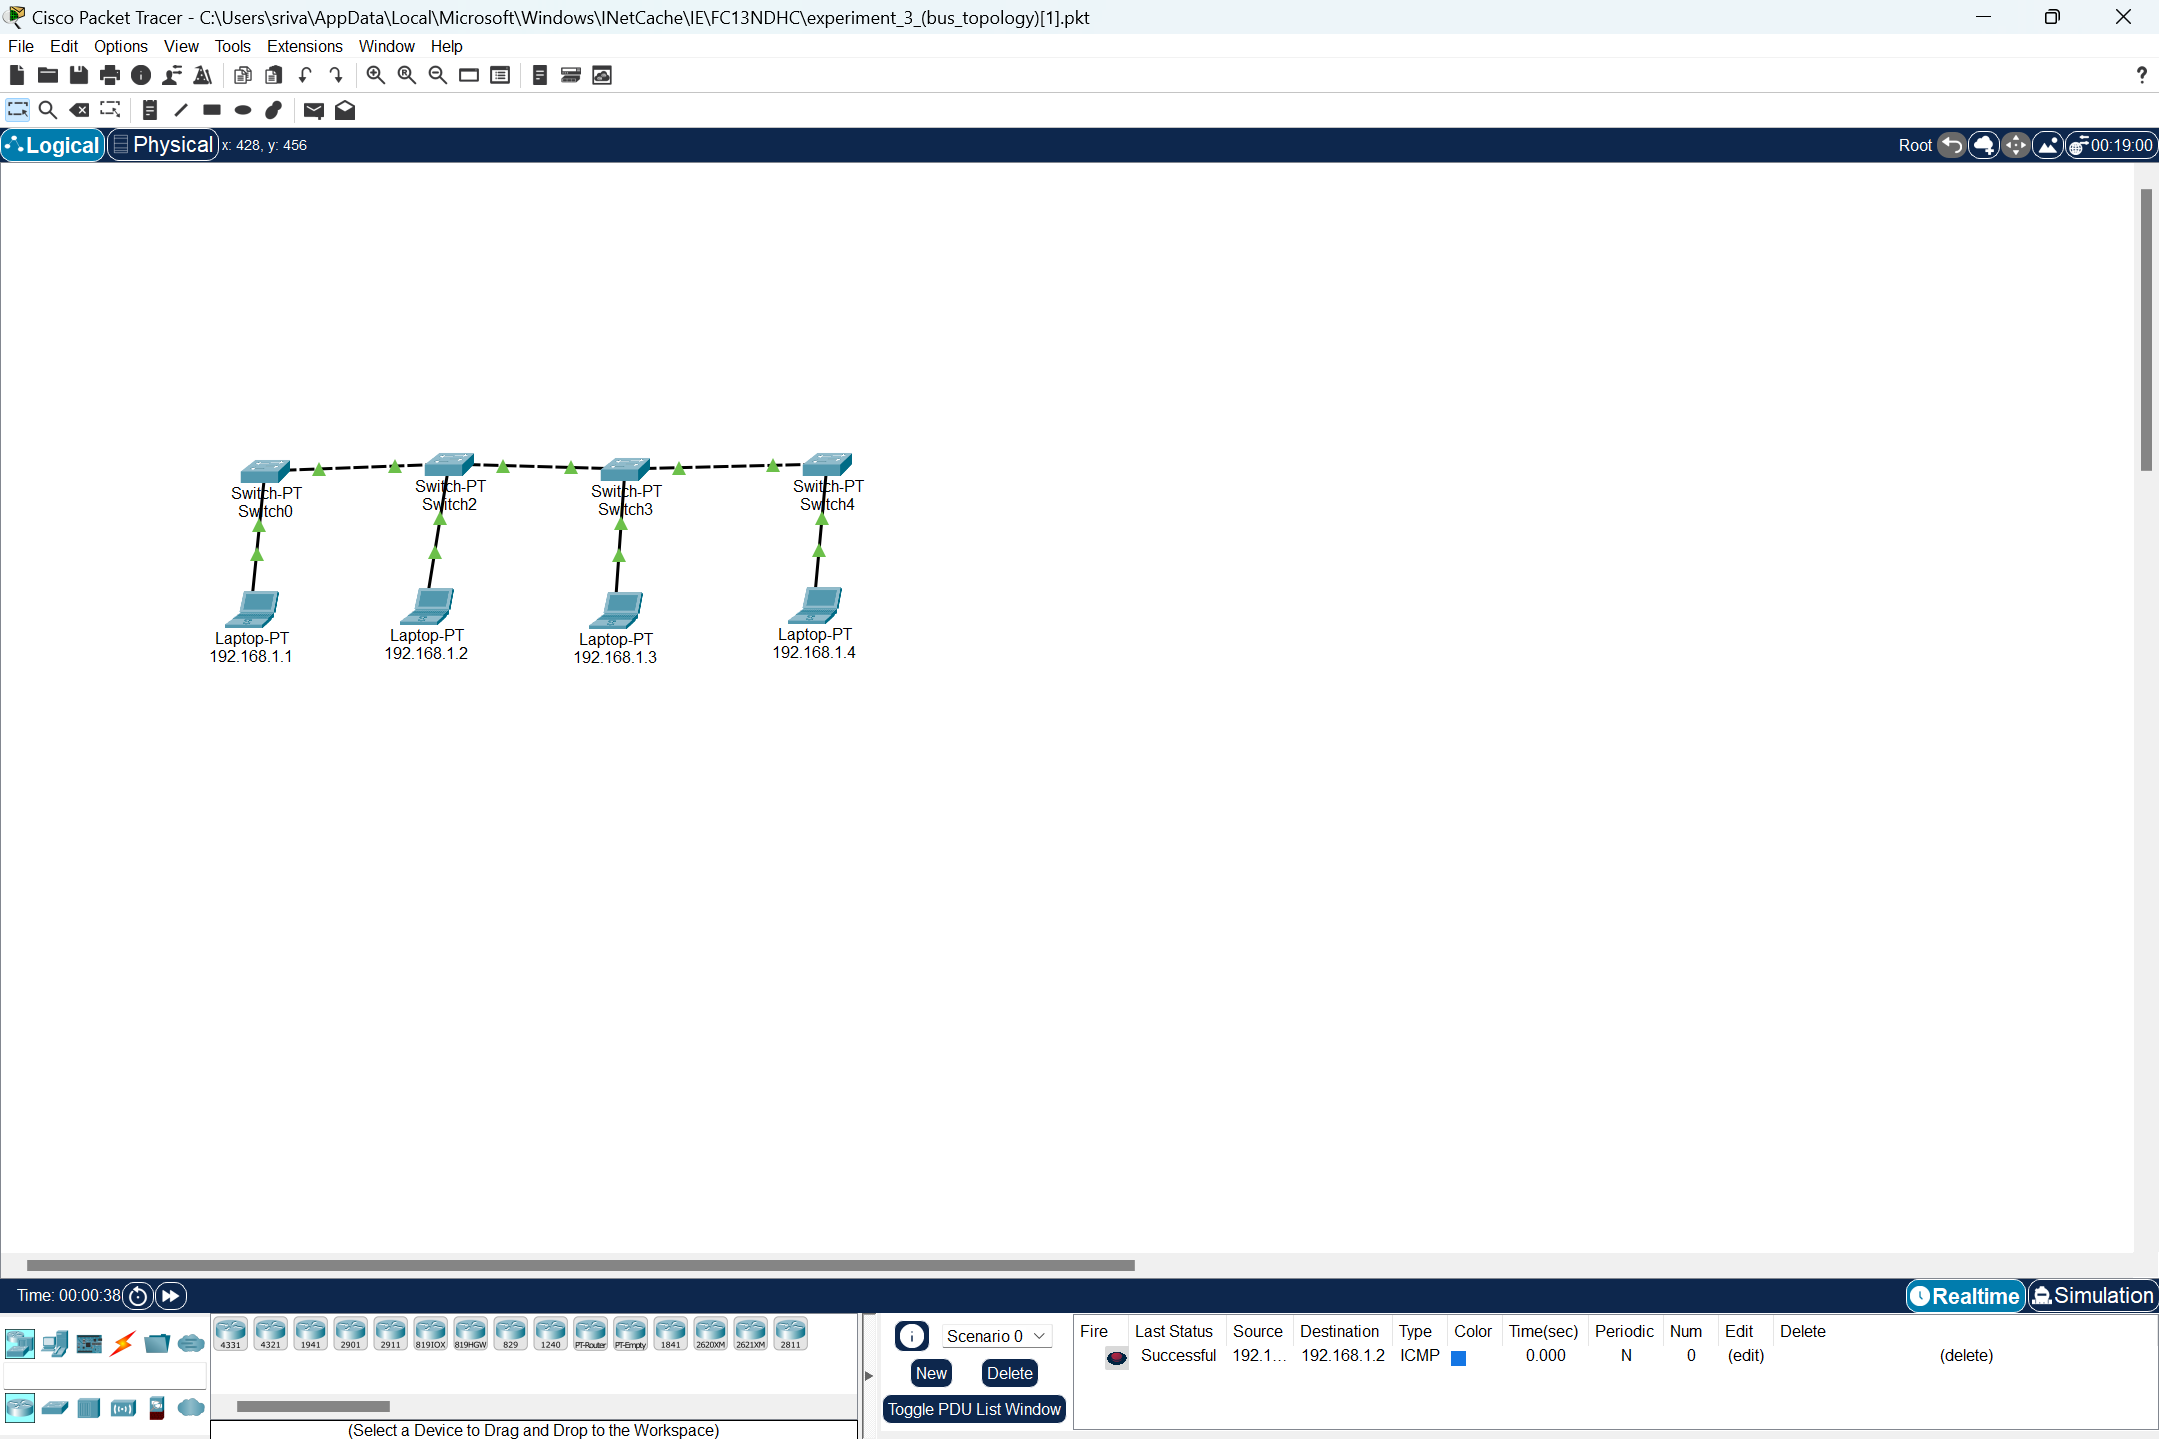 Cisco Packet Tracer - C:\Users\sriva\AppData\Local\Microsoft\Windows\INetCache\IE\FC13NDHC\experiment_3_(bus_topology)[1].pkt
File Edit Options View Tools Extensions Window Help
?
Logical Physical x: 428, y: 456 Root 00:19:00
Switch-PT Switch-PT Switch-PT Switch-PT
Switch0 Switch2 Switch3 Switch4
Laptop-PT Laptop-PT Laptop-PT Laptop-PT
192.168.1.1 192.168.1.2 192.168.1.3 192.168.1.4
Time: 00:00:38 Realtime Simulation
4331 4321 1941 2901 2911 819IOX 819HGW 829 1240 PT-Router PT-Empty 1841 2620XM 2621XM 2811
(Select a Device to Drag and Drop to the Workspace)
Scenario 0
New Delete
Toggle PDU List Window
Fire Last Status Source Destination Type Color Time(sec) Periodic Num Edit Delete
Successful 192.1... 192.168.1.2 ICMP 0.000 N 0 (edit) (delete)